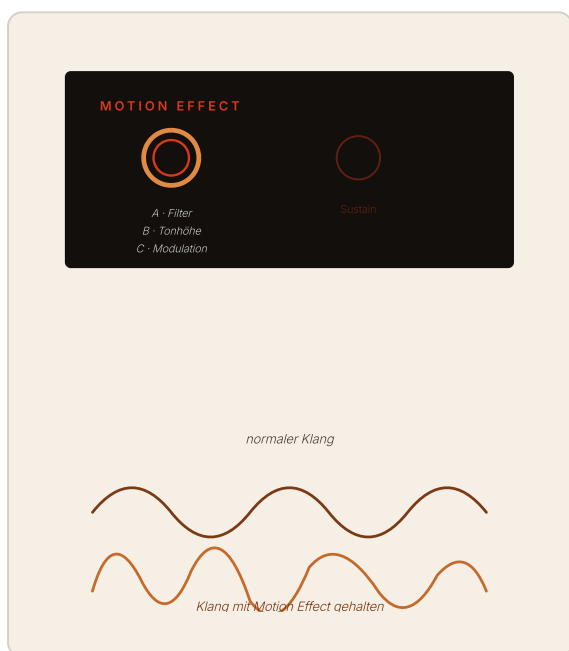 MOTION EFFECT
A · Filter
B · Tonhöhe
C · Modulation
Sustain
normaler Klang
Klang mit Motion Effect gehalten